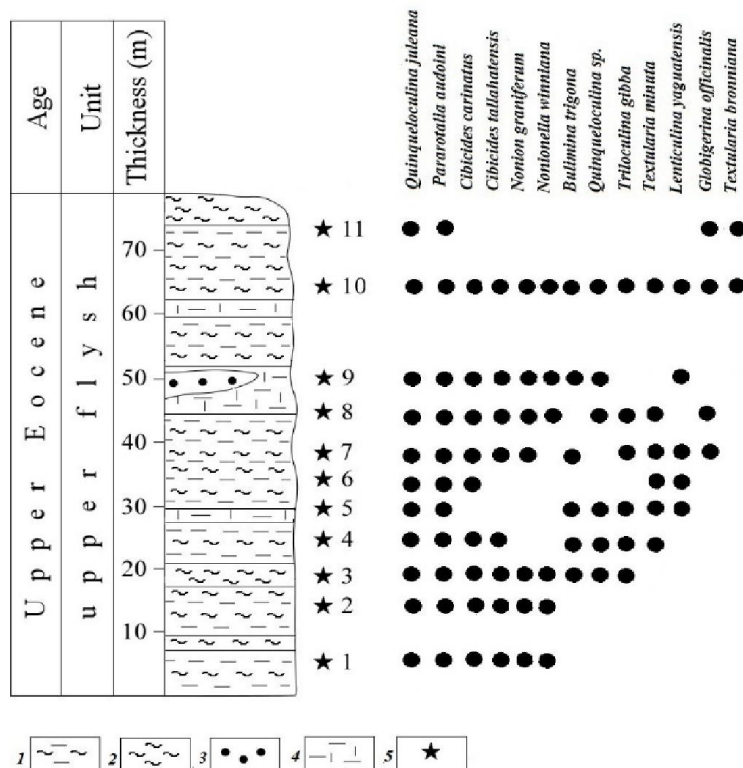 Age
Unit
Thickness (m)
Quinqueloculina juleana
Pararotalla audoini
Cibicides carinatus
Cibicides tallahatensis
Nonion graniferum
Nonionella winniana
Bulimina trigona
Quinqueloculina sp.
Triloculina gibba
Textularia minuta
Lenticulina yaguatensis
Globigerina officinalis
Textularia bronniana
Upper Eocene
upper flysh
70
60
50
40
30
20
10
11
10
9
8
7
6
5
4
3
2
1
1 2 3 4 5